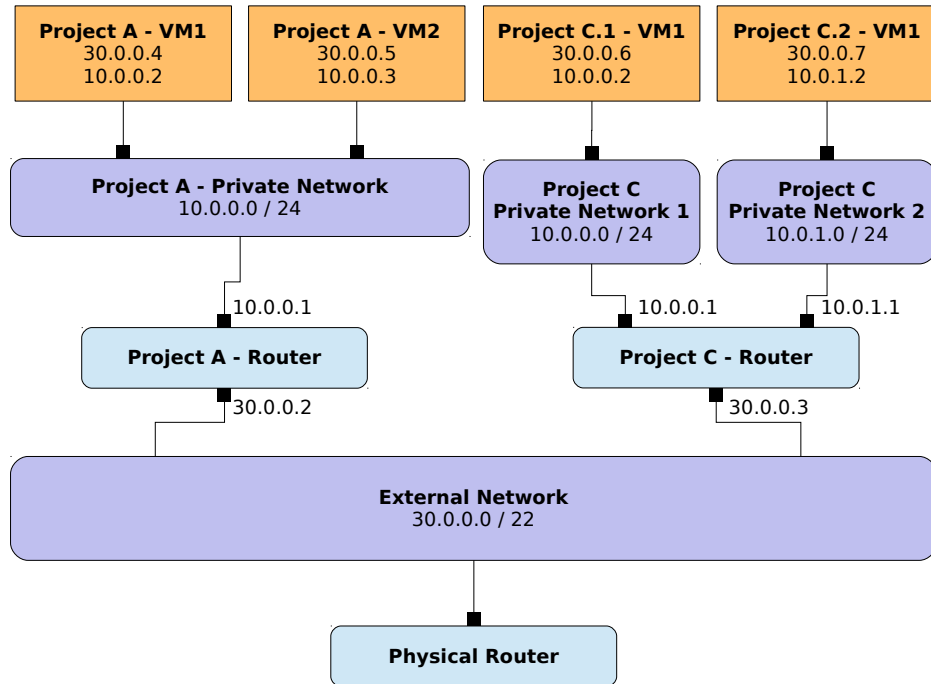 Project A - VM1
30.0.0.4
10.0.0.2
Project A - VM2
30.0.0.5
10.0.0.3
Project C.1 - VM1
30.0.0.6
10.0.0.2
Project C.2 - VM1
30.0.0.7
10.0.1.2
Project A - Private Network
10.0.0.0 / 24
Project C
Private Network 1
10.0.0.0 / 24
Project C
Private Network 2
10.0.1.0 / 24
10.0.0.1
10.0.0.1
10.0.1.1
Project A - Router
Project C - Router
30.0.0.2
30.0.0.3
External Network
30.0.0.0 / 22
Physical Router